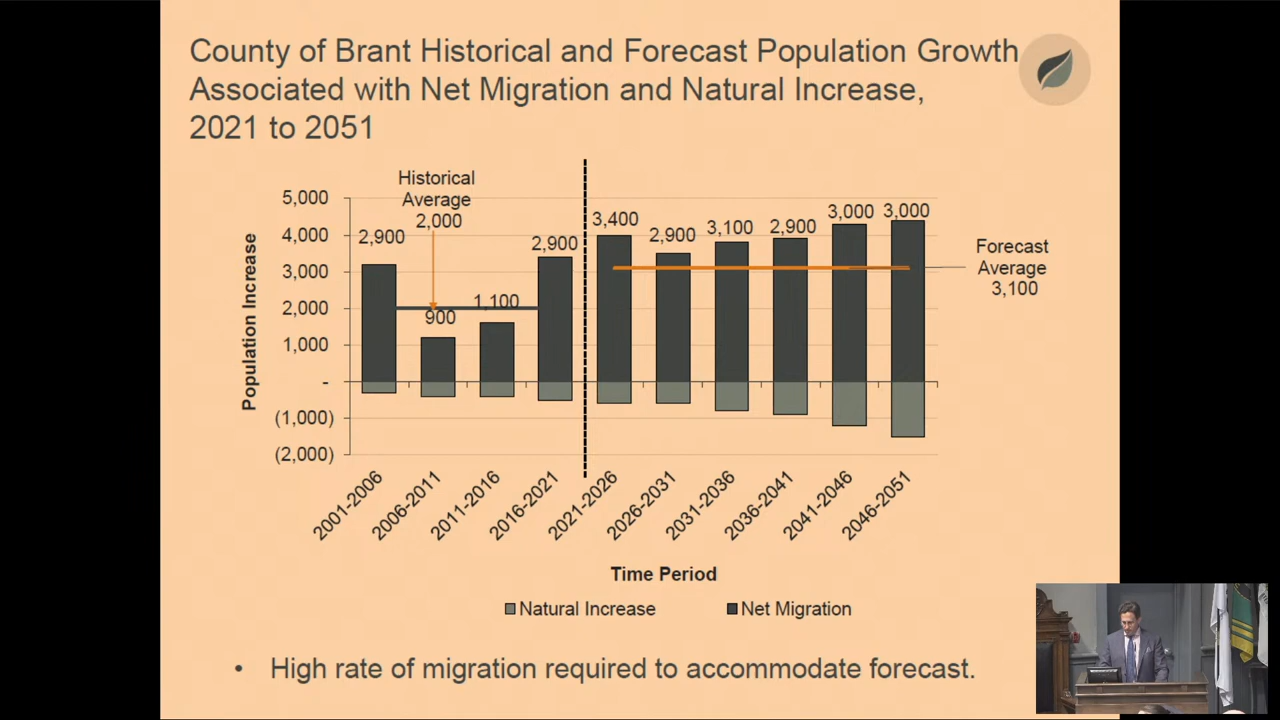 County of Brant Historical and Forecast Population Growth
Associated with Net Migration and Natural Increase,
2021 to 2051
Historical
Average
2,000
5,000
4,000
3,000
2,000
1,000
-
(1,000)
(2,000)
Population Increase
2,900
900
1,100
2,900
3,400
2,900
3,100
2,900
3,000
3,000
Forecast
Average
3,100
2001-2006
2006-2011
2011-2016
2016-2021
2021-2026
2026-2031
2031-2036
2036-2041
2041-2046
2046-2051
Time Period
Natural Increase
Net Migration
• High rate of migration required to accommodate forecast.